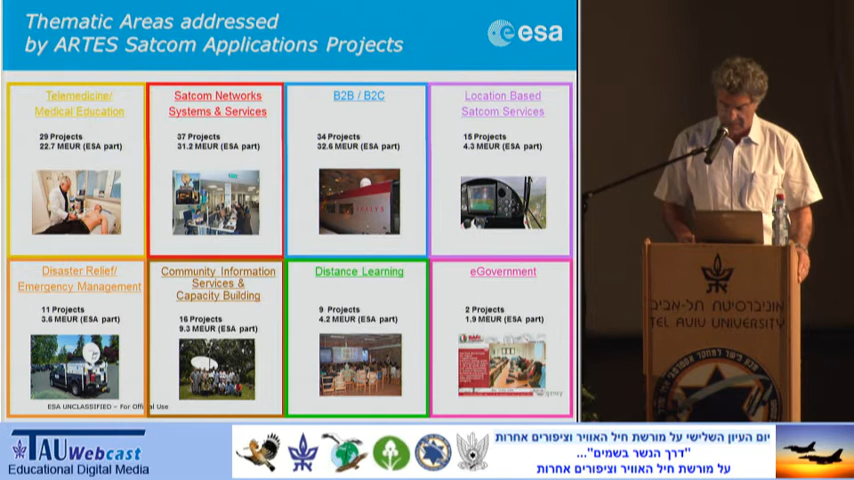 Thematic Areas addressed
by ARTES Satcom Applications Projects
esa
Telemedicine/
Medical Education
29 Projects
22.7 MEUR (ESA part)
Satcom Networks
Systems & Services
37 Projects
31.2 MEUR (ESA part)
B2B / B2C
34 Projects
32.6 MEUR (ESA part)
Location Based
Satcom Services
15 Projects
4.3 MEUR (ESA part)
Disaster Relief/
Emergency Management
11 Projects
3.6 MEUR (ESA part)
Community Information
Services &
Capacity Building
16 Projects
9.3 MEUR (ESA part)
Distance Learning
9 Projects
4.2 MEUR (ESA part)
eGovernment
2 Projects
1.9 MEUR (ESA part)
ESA UNCLASSIFIED – For Official Use
אוניברסיטת תל-אביב
TEL AVIV UNIVERSITY
TAU Webcast
Educational Digital Media
יום העיון השלישי על מורשת חיל האוויר וציפורים אחרות
"דרך הנשר בשמים"...
על מורשת חיל האוויר וציפורים אחרות